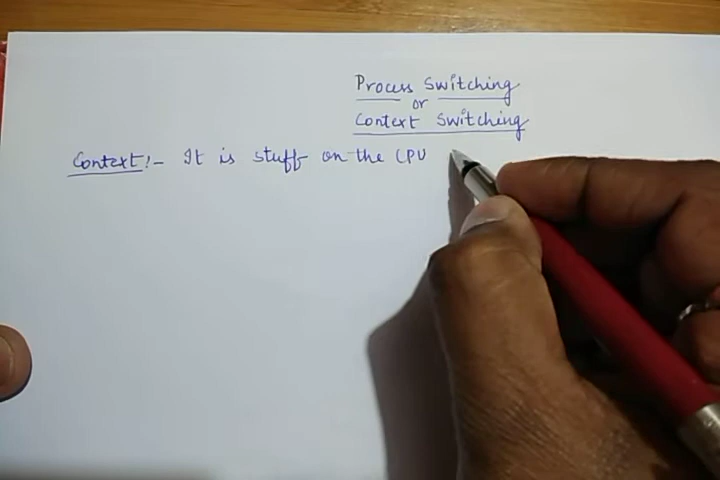 Process Switching
or
Context Switching
Context:- It is stuff on the CPU